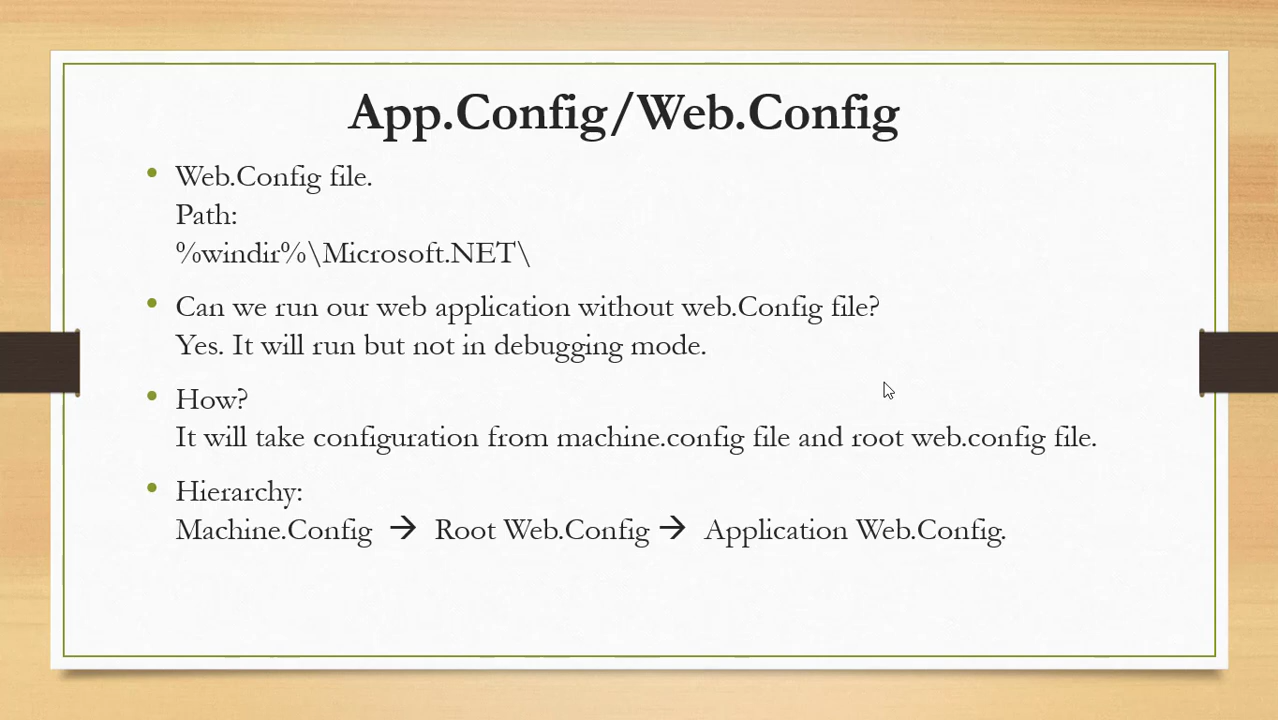 App.Config/Web.Config
• Web.Config file.
Path:
%windir%\Microsoft.NET\
• Can we run our web application without web.Config file?
Yes. It will run but not in debugging mode.
• How?
It will take configuration from machine.config file and root web.config file.
• Hierarchy:
Machine.Config → Root Web.Config → Application Web.Config.